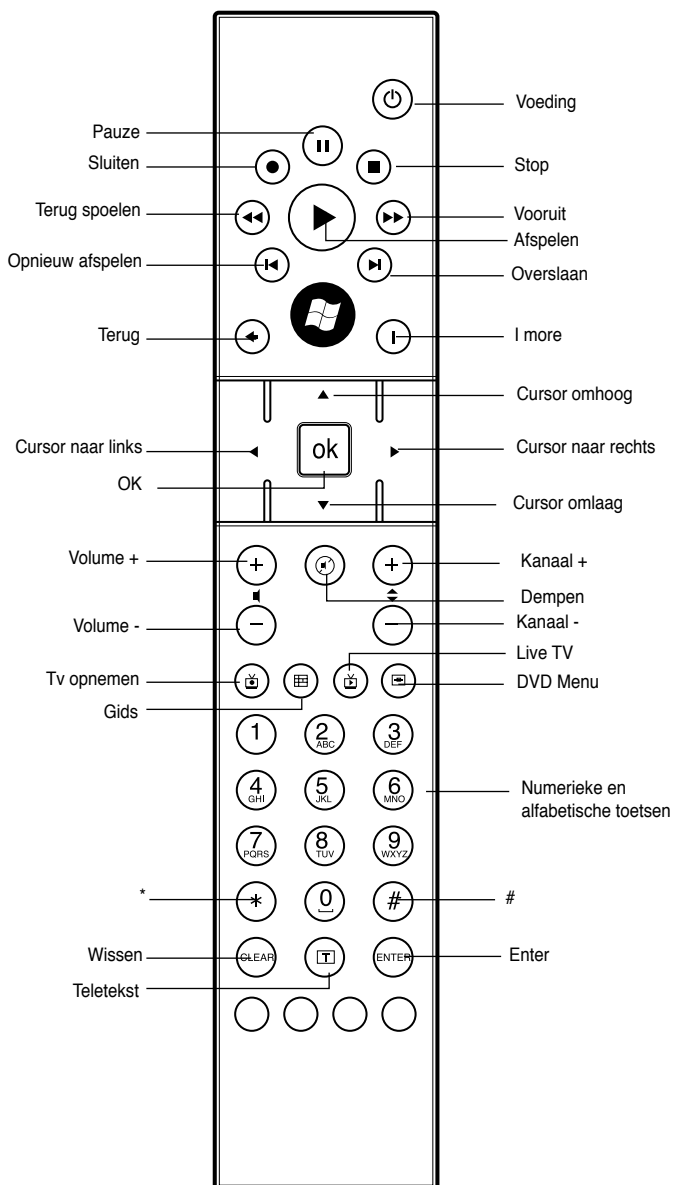 Voeding
Pauze
Sluiten
Stop
Terug spoelen
Vooruit
Afspelen
Opnieuw afspelen
Overslaan
Terug
I more
Cursor omhoog
Cursor naar links
ok
Cursor naar rechts
OK
Cursor omlaag
Volume +
Kanaal +
Dempen
Volume -
Kanaal -
Live TV
Tv opnemen
DVD Menu
Gids
1
2
ABC
3
DEF
4
GHI
5
JKL
6
MNO
Numerieke en
alfabetische toetsen
7
PQRS
8
TUV
9
WXYZ
*
*
0
#
#
Wissen
CLEAR
T
ENTER
Enter
Teletekst